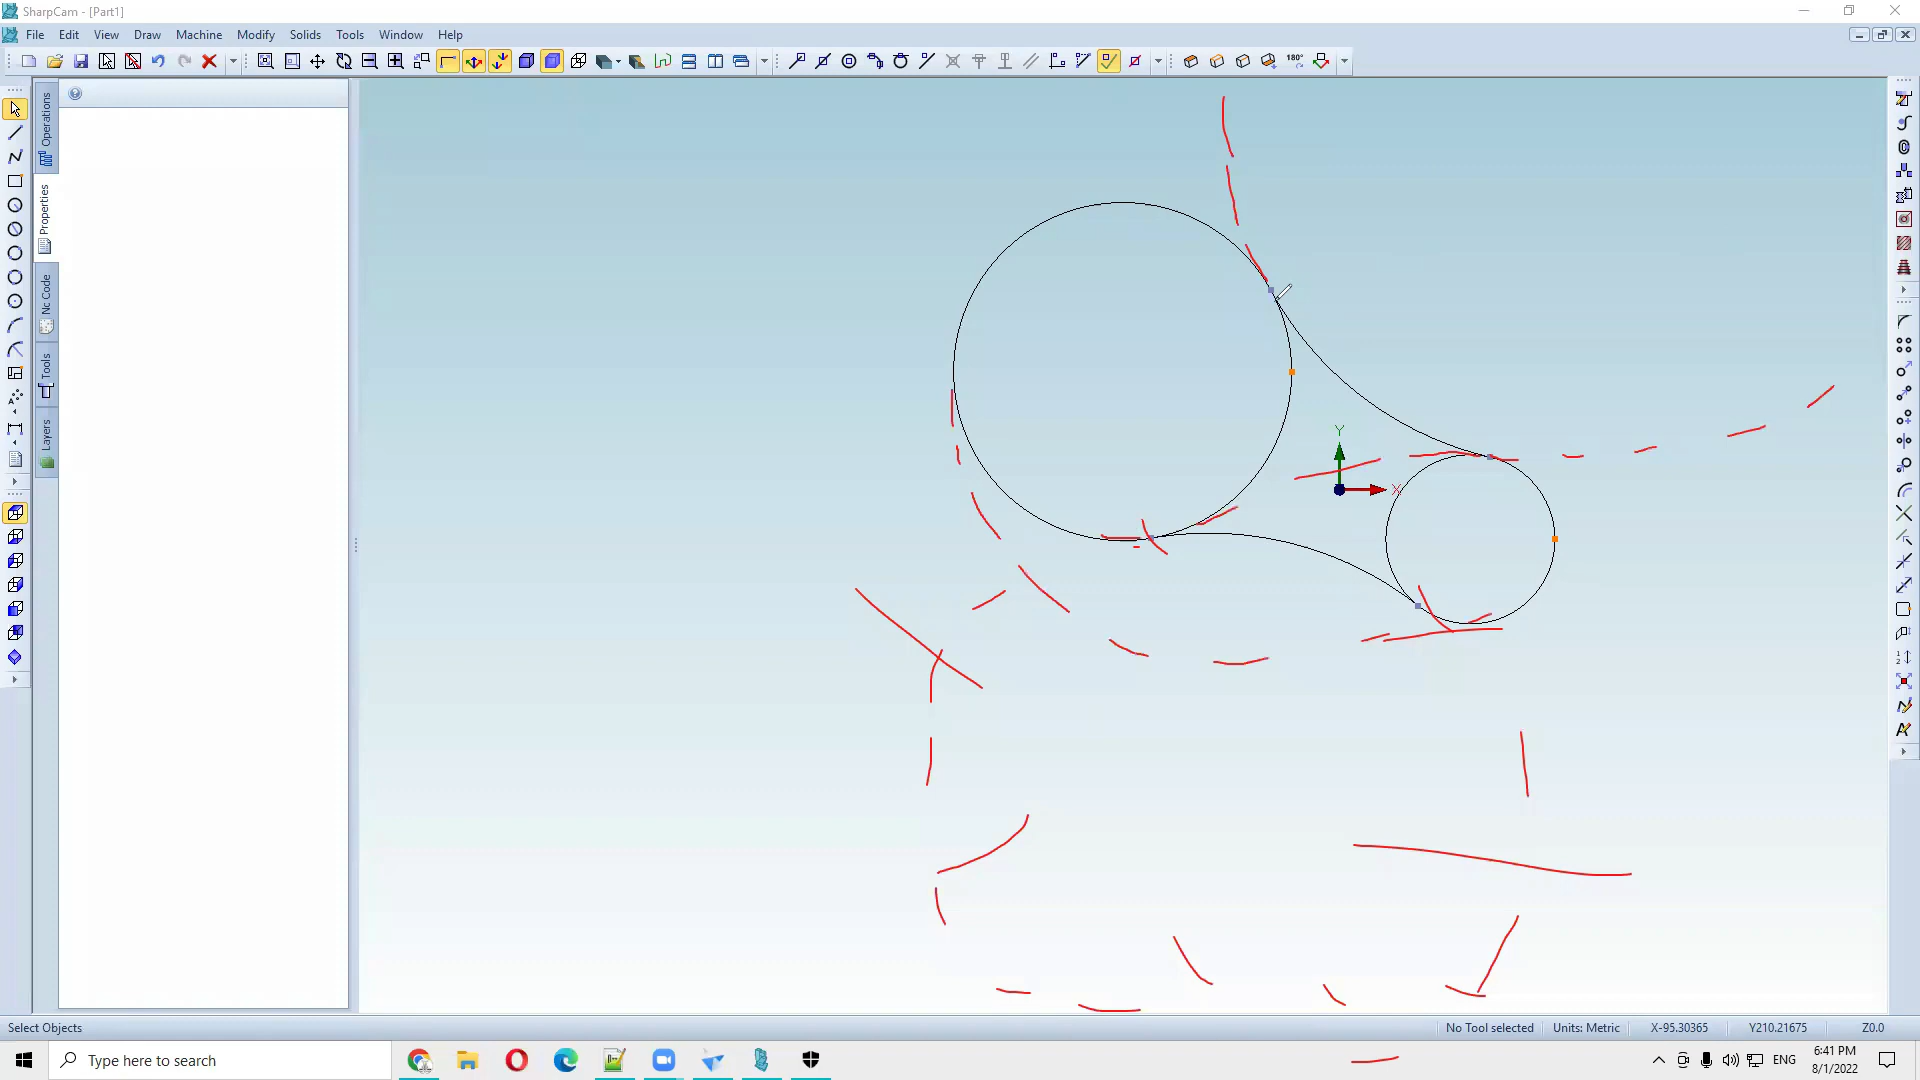 SharpCam - [Part1]
File Edit View Draw Machine Modify Solids Tools Options Window Help
180°
Operations
Properties
Nc Code
Tools
Layers
Y
X
Select Objects
No Tool selected Units: Metric X-95.30365 Y210.21675 Z0.0
Type here to search
ENG
6:41 PM
8/1/2022